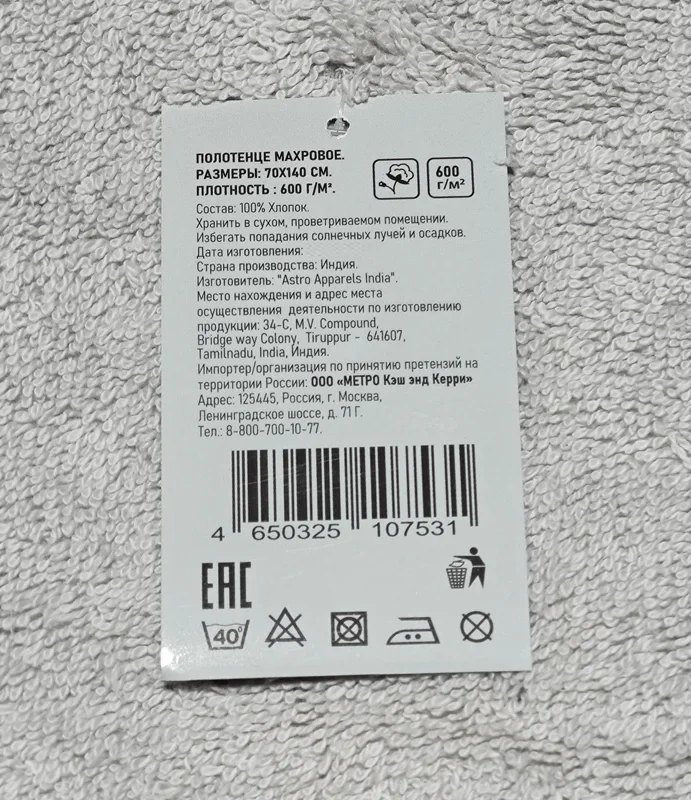 ПОЛОТЕНЦЕ МАХРОВОЕ.
РАЗМЕРЫ: 70Х140 СМ.
ПЛОТНОСТЬ : 600 Г/М².
600
г/м²
Состав: 100% Хлопок.
Хранить в сухом, проветриваемом помещении.
Избегать попадания солнечных лучей и осадков.
Дата изготовления:
Страна производства: Индия.
Изготовитель: "Astro Apparels India".
Место нахождения и адрес места
осуществления деятельности по изготовлению
продукции: 34-C, M.V. Compound,
Bridge way Colony, Tiruppur - 641607,
Tamilnadu, India, Индия.
Импортер/организация по принятию претензий на
территории России: ООО «МЕТРО Кэш энд Керри»
Адрес: 125445, Россия, г. Москва,
Ленинградское шоссе, д. 71 Г.
Тел.: 8-800-700-10-77.
4 650325 107531
EAC
40°